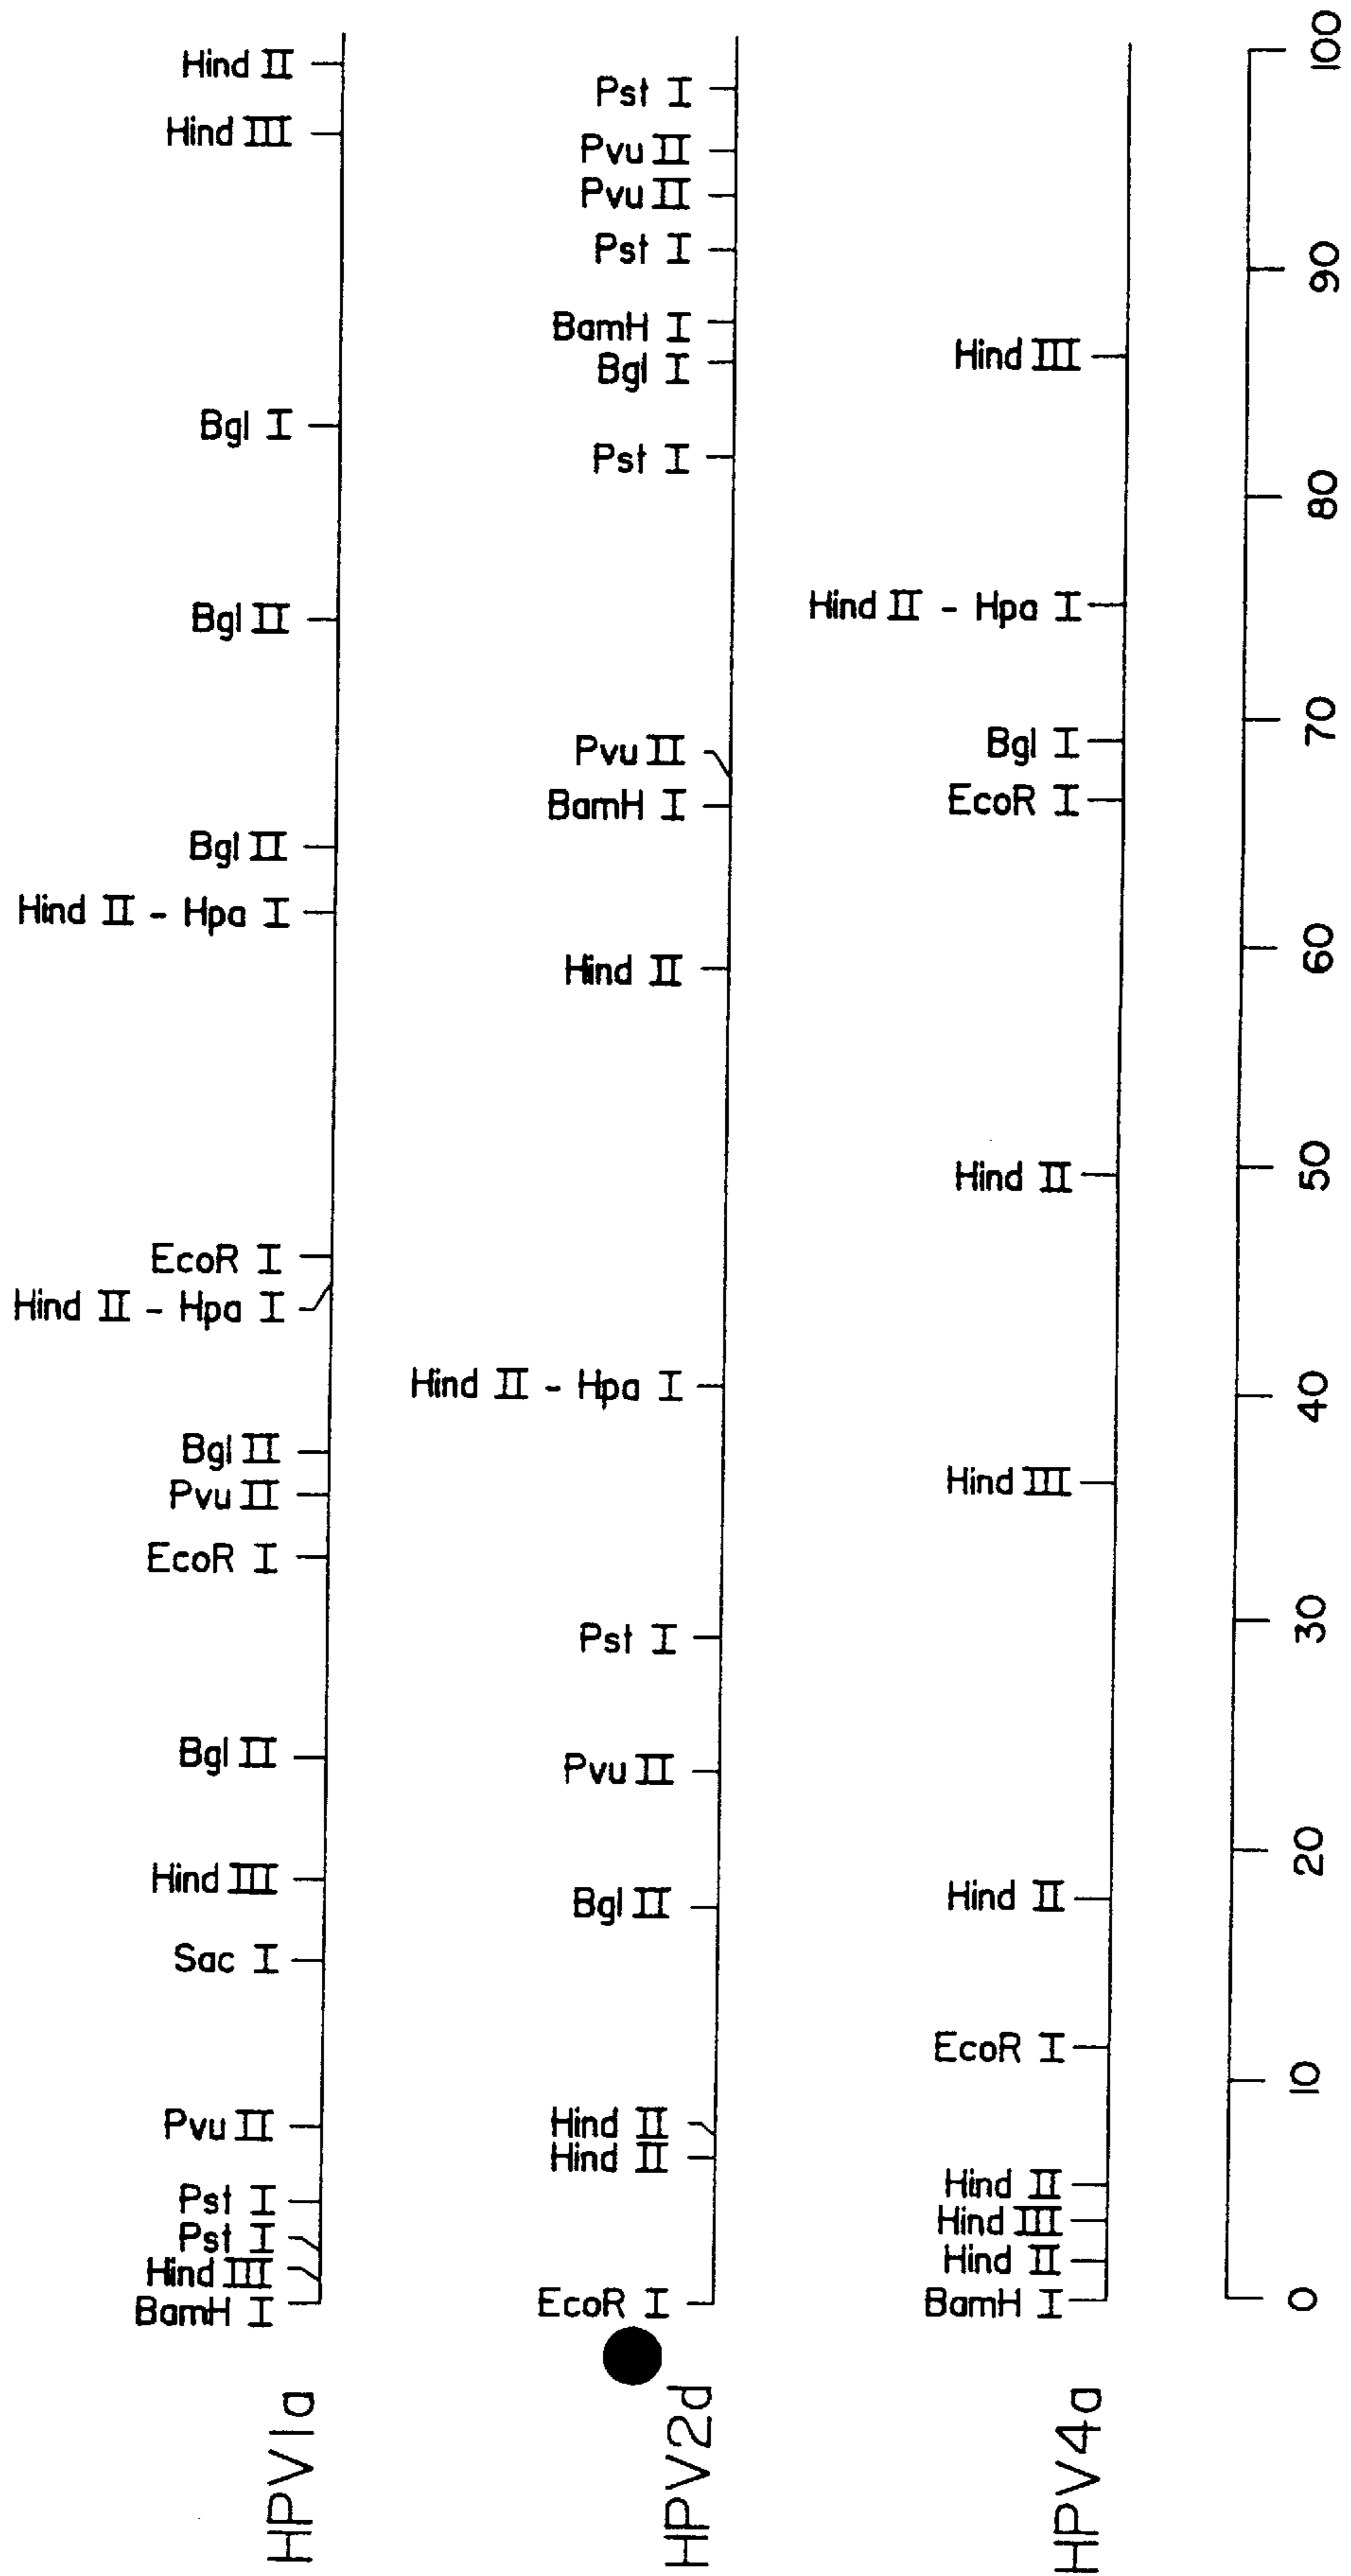 Hind II
Hind III
Bgl I
Bgl II
Bgl II
Hind II - Hpa I
EcoR I
Hind II - Hpa I
Bgl II
Pvu II
EcoR I
Bgl II
Hind III
Sac I
Pvu II
Pst I
Pst I
Hind III
BamH I
HPV1a
Pst I
Pvu II
Pvu II
Pst I
BamH I
Bgl I
Pst I
Pvu II
BamH I
Hind II
Hind II - Hpa I
Pst I
Pvu II
Bgl II
Hind II
Hind II
EcoR I
HPV2d
Hind III
Hind II - Hpa I
Bgl I
EcoR I
Hind II
Hind III
Hind II
EcoR I
Hind II
Hind III
Hind II
BamH I
HPV4a
100
90
80
70
60
50
40
30
20
10
0